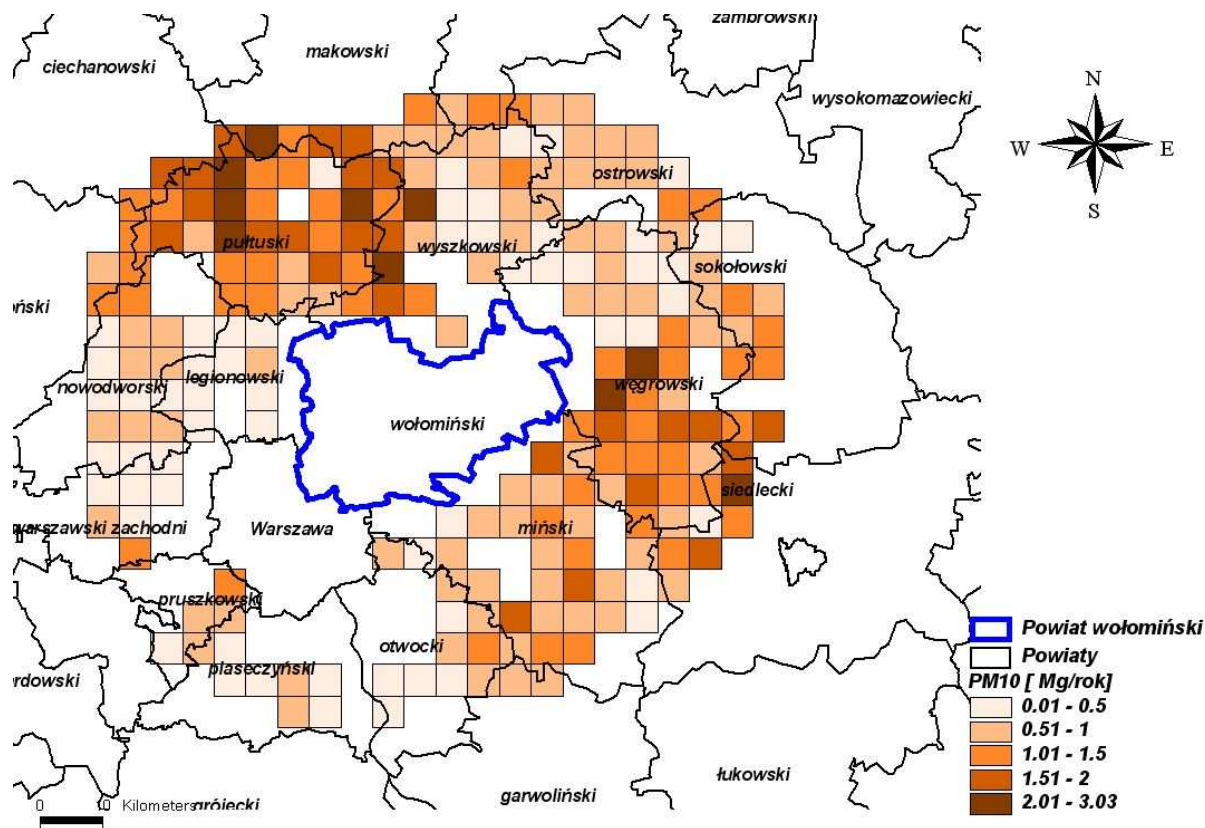 zambrowski
makowski
ciechanowski
wysokomazowiecki
N
W E
S
ostrowski
pułtuski
wyszkowski
sokołowski
oński
legionowski
nowodworski
węgrowski
wołomiński
siedlecki
warszawski zachodni
Warszawa
miński
pruszkowski
otwocki
piaseczyński
rdowski
łukowski
garwoliński
grójecki
0 10 Kilometers
Powiat wołomiński
Powiaty
PM10 [ Mg/rok]
0.01 - 0.5
0.51 - 1
1.01 - 1.5
1.51 - 2
2.01 - 3.03